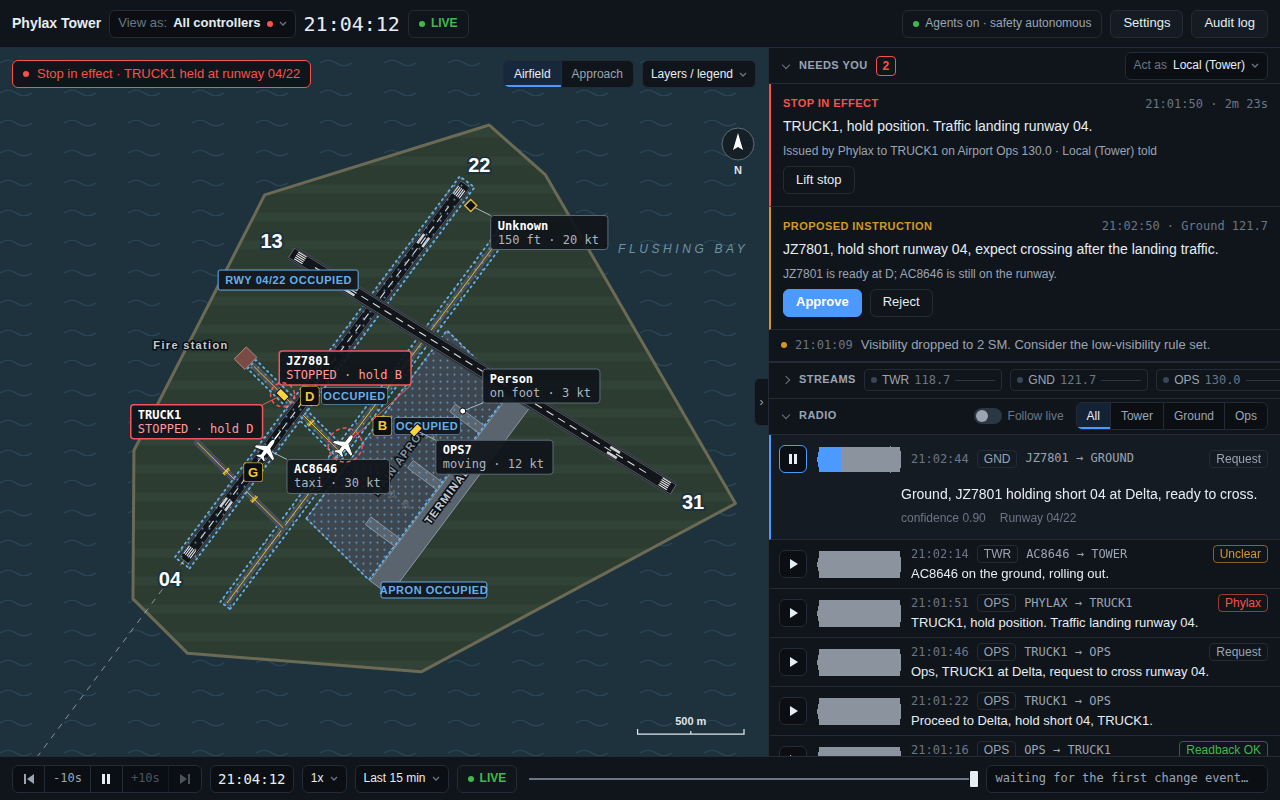 Phylax Tower
View as: All controllers
21:04:12
LIVE
Agents on · safety autonomous
Settings
Audit log
Stop in effect · TRUCK1 held at runway 04/22
Airfield
Approach
Layers / legend
N
22
13
Unknown
150 ft · 20 kt
FLUSHING BAY
RWY 04/22 OCCUPIED
Fire station
JZ7801
STOPPED · hold B
D
OCCUPIED
Person
on foot · 3 kt
TRUCK1
STOPPED · hold D
B
OCCUPIED
OPS7
moving · 12 kt
AC8646
taxi · 30 kt
G
31
04
APRON OCCUPIED
500 m
NEEDS YOU 2
Act as Local (Tower)
STOP IN EFFECT
21:01:50 · 2m 23s
TRUCK1, hold position. Traffic landing runway 04.
Issued by Phylax to TRUCK1 on Airport Ops 130.0 · Local (Tower) told
Lift stop
PROPOSED INSTRUCTION
21:02:50 · Ground 121.7
JZ7801, hold short runway 04, expect crossing after the landing traffic.
JZ7801 is ready at D; AC8646 is still on the runway.
Approve
Reject
21:01:09 Visibility dropped to 2 SM. Consider the low-visibility rule set.
STREAMS
TWR 118.7
GND 121.7
OPS 130.0
RADIO
Follow live
All
Tower
Ground
Ops
21:02:44 GND JZ7801 → GROUND Request
Ground, JZ7801 holding short 04 at Delta, ready to cross.
confidence 0.90 Runway 04/22
21:02:14 TWR AC8646 → TOWER Unclear
AC8646 on the ground, rolling out.
21:01:51 OPS PHYLAX → TRUCK1 Phylax
TRUCK1, hold position. Traffic landing runway 04.
21:01:46 OPS TRUCK1 → OPS Request
Ops, TRUCK1 at Delta, request to cross runway 04.
21:01:22 OPS TRUCK1 → OPS
Proceed to Delta, hold short 04, TRUCK1.
21:01:16 OPS OPS → TRUCK1 Readback OK
-10s
+10s
21:04:12
1x
Last 15 min
LIVE
waiting for the first change event…